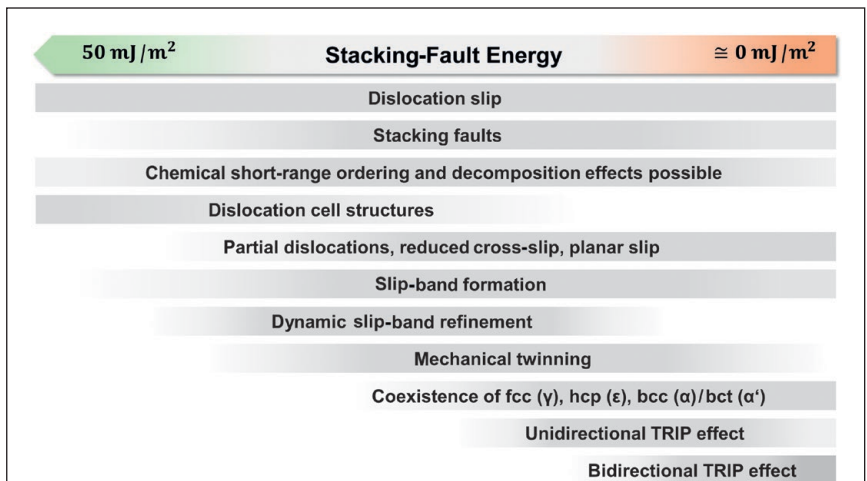 50 mJ/m² Stacking-Fault Energy ≅ 0 mJ/m²
Dislocation slip
Stacking faults
Chemical short-range ordering and decomposition effects possible
Dislocation cell structures
Partial dislocations, reduced cross-slip, planar slip
Slip-band formation
Dynamic slip-band refinement
Mechanical twinning
Coexistence of fcc (γ), hcp (ε), bcc (α)/bct (α‘)
Unidirectional TRIP effect
Bidirectional TRIP effect